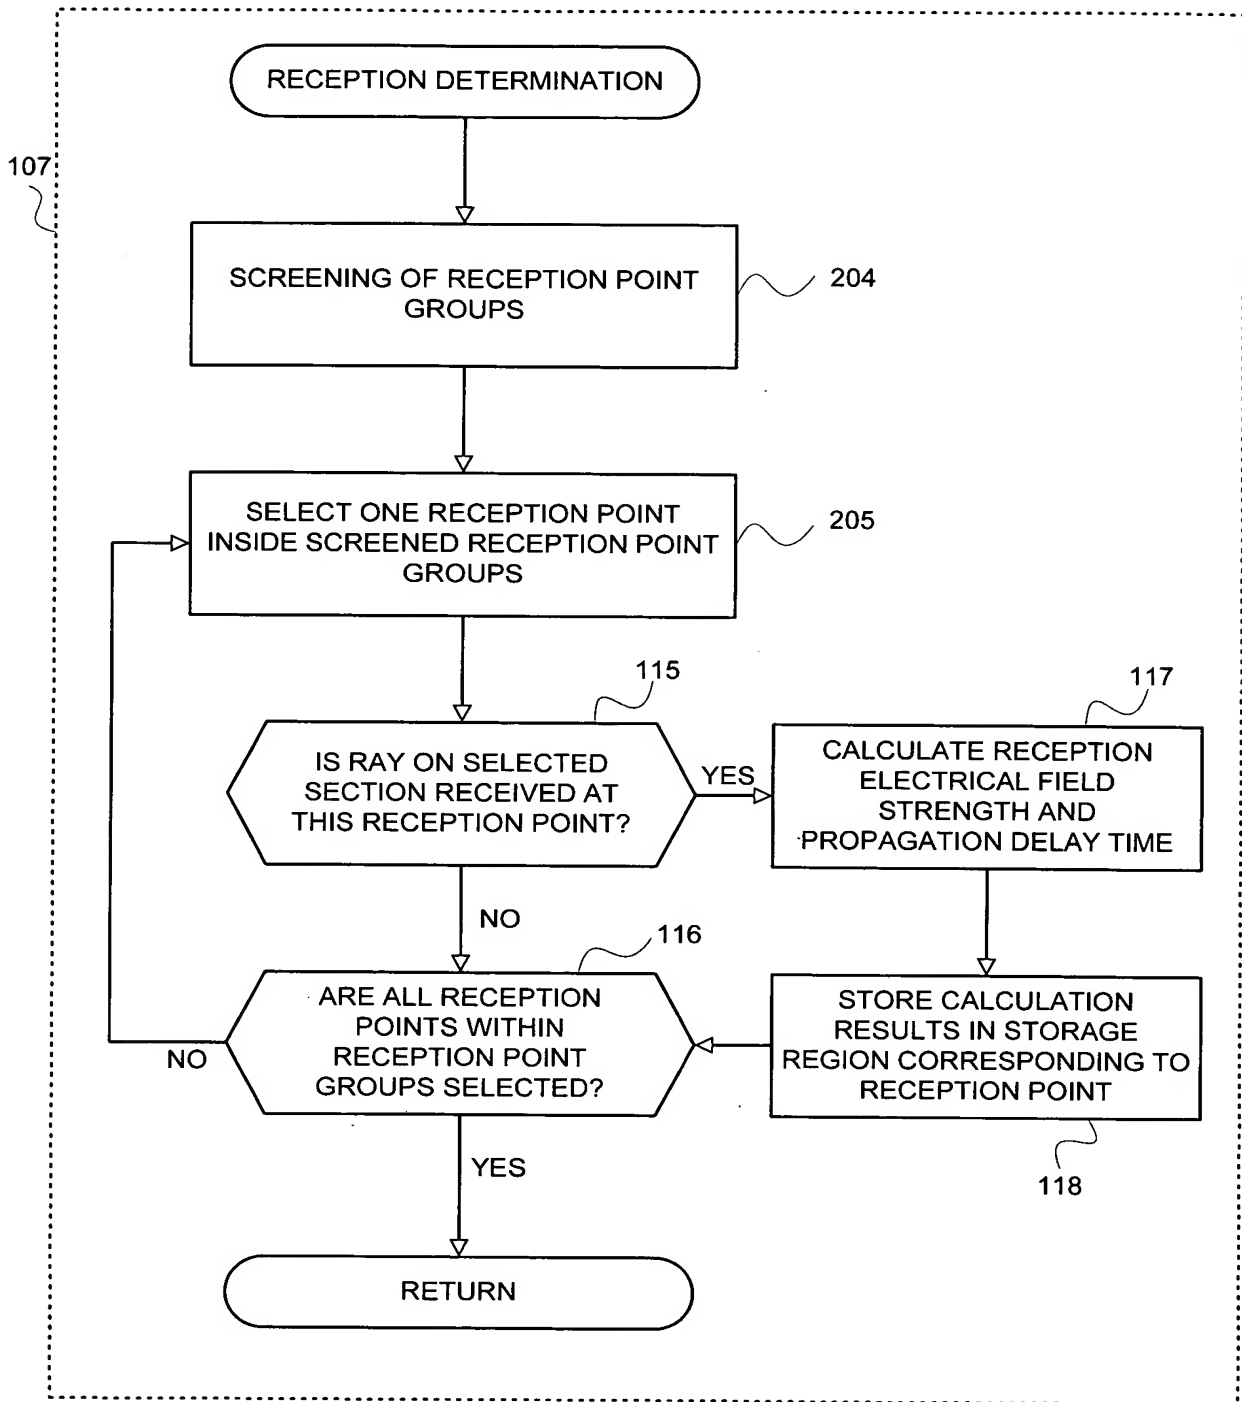 RECEPTION DETERMINATION
107
SCREENING OF RECEPTION POINT
GROUPS
204
SELECT ONE RECEPTION POINT
INSIDE SCREENED RECEPTION POINT
GROUPS
205
115
IS RAY ON SELECTED
SECTION RECEIVED AT
THIS RECEPTION POINT?
YES
117
CALCULATE RECEPTION
ELECTRICAL FIELD
STRENGTH AND
PROPAGATION DELAY TIME
NO
116
ARE ALL RECEPTION
POINTS WITHIN
RECEPTION POINT
GROUPS SELECTED?
NO
STORE CALCULATION
RESULTS IN STORAGE
REGION CORRESPONDING TO
RECEPTION POINT
118
YES
RETURN